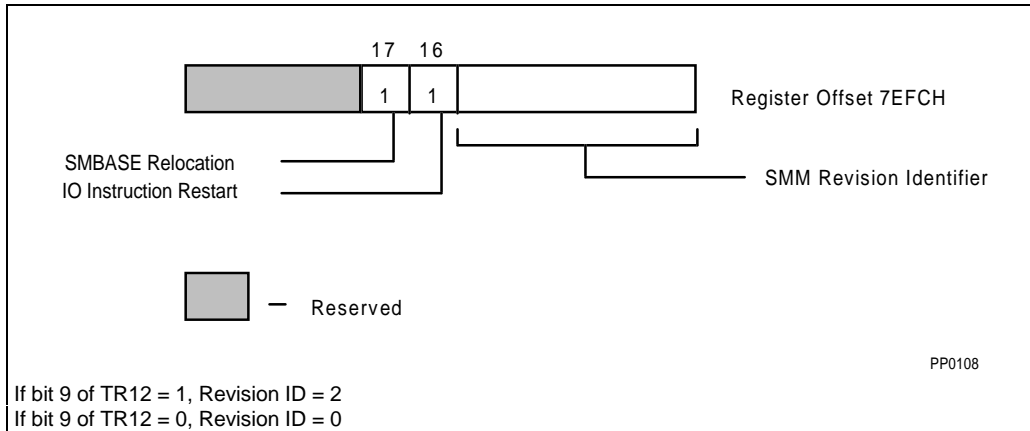 17 16
1 1
Register Offset 7EFCH
SMBASE Relocation
IO Instruction Restart
SMM Revision Identifier
– Reserved
PP0108
If bit 9 of TR12 = 1, Revision ID = 2
If bit 9 of TR12 = 0, Revision ID = 0